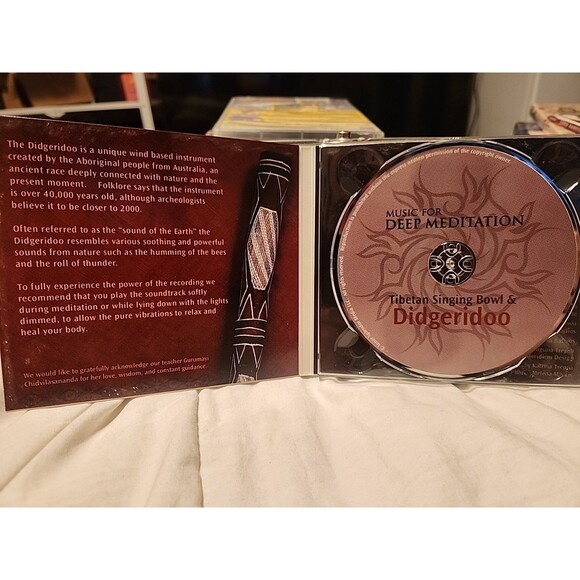 The Didgeridoo is a unique wind based instrument
created by the Aboriginal people from Australia, an
ancient race deeply connected with nature and the
present moment. Folklore says that the instrument
is over 40,000 years old, although archeologists
believe it to be closer to 2000.
Often referred to as the "sound of the Earth" the
Didgeridoo resembles various soothing and powerful
sounds from nature such as the humming of the bees
and the roll of thunder.
To fully experience the power of the recording we
recommend that you play the soundtrack softly
during meditation or while lying down with the lights
dimmed, to allow the pure vibrations to relax and
heal your body.
We would like to gratefully acknowledge our teacher Gurumayi
Chidvilasananda for her love, wisdom, and constant guidance.
MUSIC FOR
DEEP MEDITATION
Tibetan Singing Bowl &
Didgeridoo
permission of the copyright owner